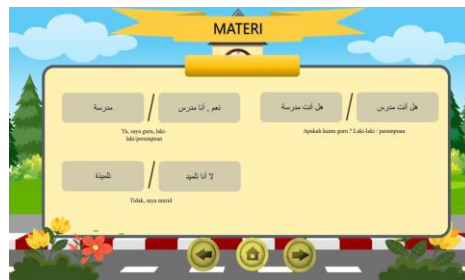 MATERI
هل أنت مدرس / هل أنت مدرسة
Apakah kamu guru ? Laki-laki / perempuan
نعم , أنا مدرس / مدرسة
Ya, saya guru, laki-
laki/perempuan
لا أنا تلميذ / تلميذة
Tidak, saya murid